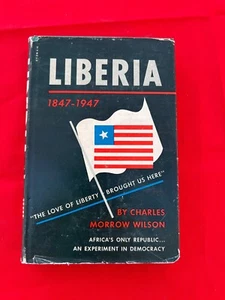 LIBERIA
1847-1947
"THE LOVE OF LIBERTY BROUGHT US HERE"
BY CHARLES
MORROW WILSON
AFRICA'S ONLY REPUBLIC...
AN EXPERIMENT IN DEMOCRACY